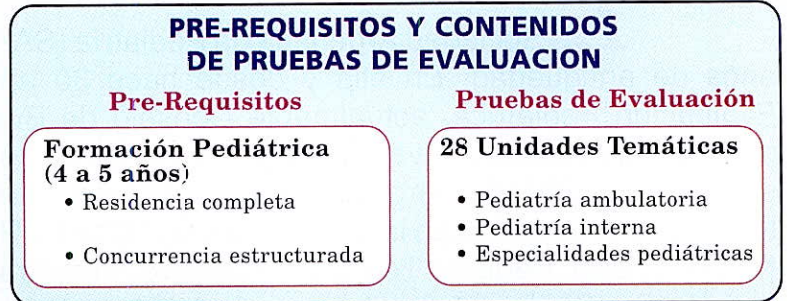 PRE-REQUISITOS Y CONTENIDOS
DE PRUEBAS DE EVALUACION
Pre-Requisitos
Formación Pediátrica
(4 a 5 años)
• Residencia completa
• Concurrencia estructurada
Pruebas de Evaluación
28 Unidades Temáticas
• Pediatría ambulatoria
• Pediatría interna
• Especialidades pediátricas